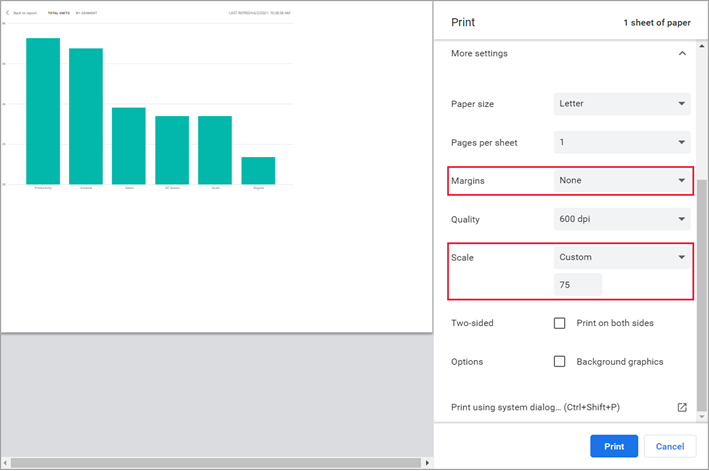 Back to report
TOTAL UNITS
BY SEGMENT
Productivity
Print
1 sheet of paper
More settings
Paper size
Letter
Pages per sheet
1
Margins
None
Quality
600 dpi
Scale
Custom
75
Two-sided
Print on both sides
Options
Background graphics
Print using system dialog... (Ctrl+Shift+P)
Print
Cancel